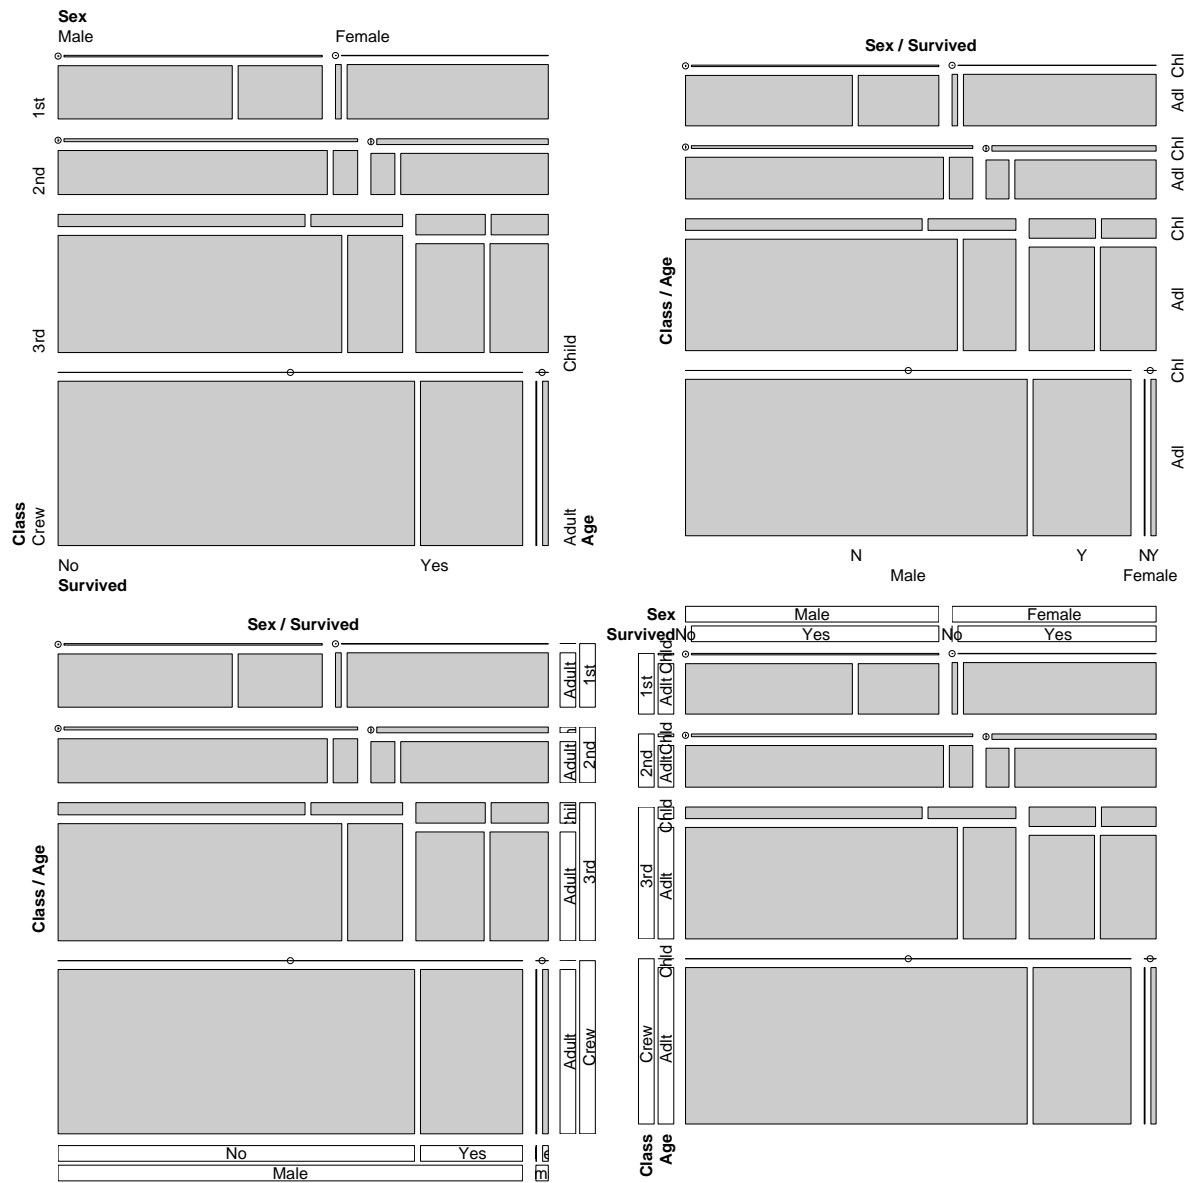 Sex
Male Female
1st
2nd
3rd
Crew
Class
Child
Adult
Age
No Yes
Survived
Sex / Survived
Class / Age
Chl
Adl
Chl
Adl
Chl
Adl
Chl
Adl
N Y N Y
Male Female
Sex / Survived
Class / Age
Adult
1st
Adult
2nd
Adult
3rd
Adult
Crew
No Yes
Male
Sex Male Female
Survived No Yes No Yes
1st
Chld
Adlt
2nd
Chld
Adlt
3rd
Chld
Adlt
Crew
Chld
Adlt
Class
Age